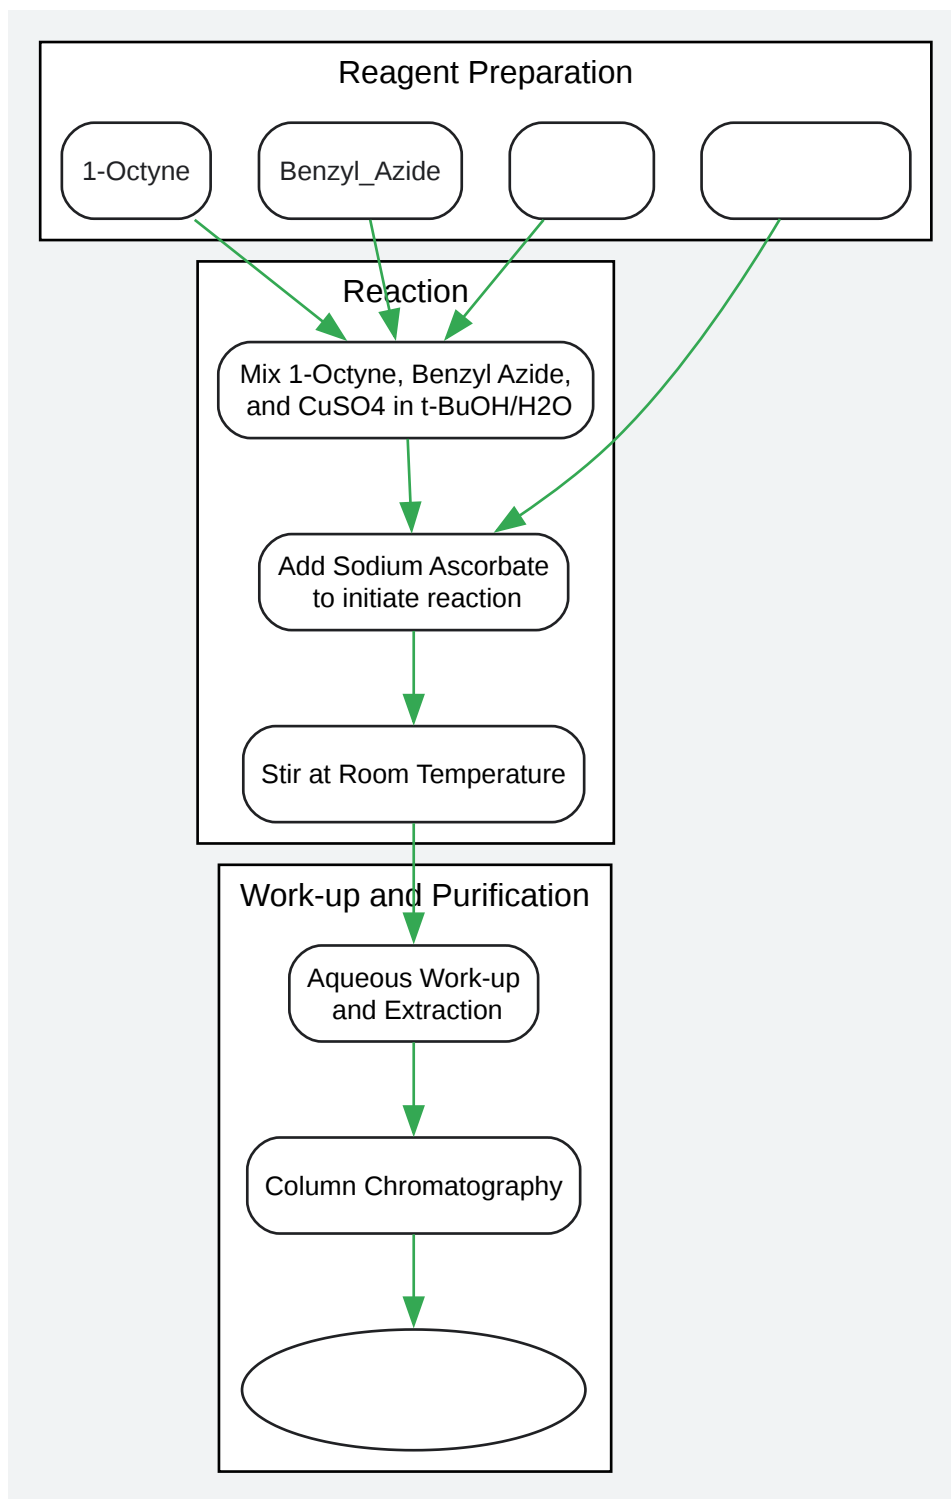 Reagent Preparation
1-Octyne
Benzyl_Azide
Reaction
Mix 1-Octyne, Benzyl Azide,
and CuSO4 in t-BuOH/H2O
Add Sodium Ascorbate
to initiate reaction
Stir at Room Temperature
Work-up and Purification
Aqueous Work-up
and Extraction
Column Chromatography